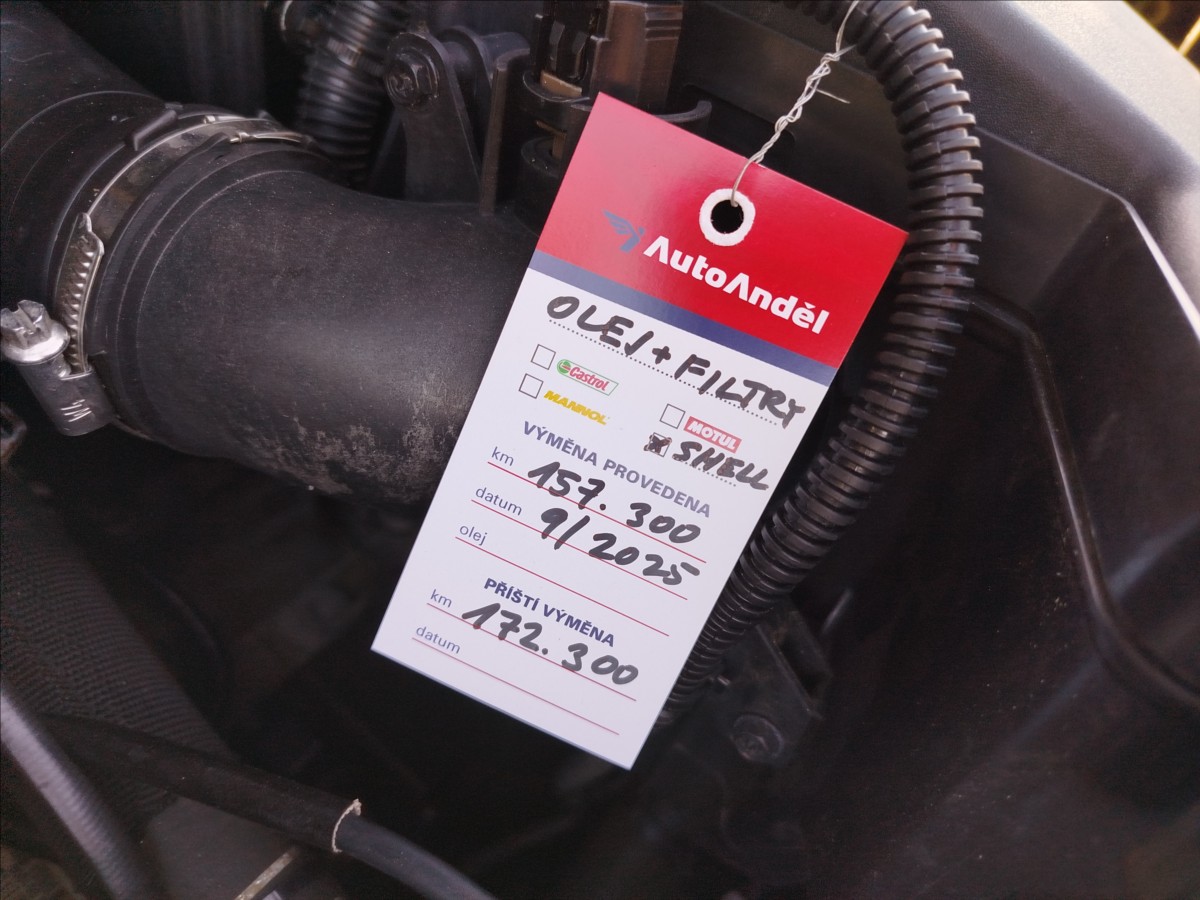 AutoAnděl
OLEJ + FILTRY
Castrol
MANNOL
MOTUL
SHELL
VÝMĚNA PROVEDENA
km 157.300
datum 9/2025
olej
PŘÍŠTÍ VÝMĚNA
km 172.300
datum